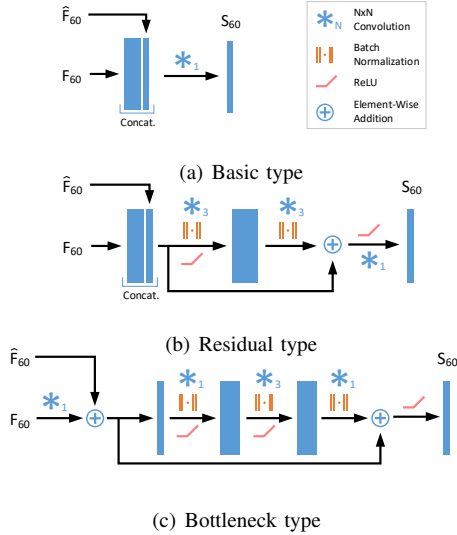 F̂₆₀
S₆₀
F₆₀
*₁
Concat.
*N NxN Convolution
Batch Normalization
ReLU
Element-Wise Addition
(a) Basic type
F̂₆₀
S₆₀
*₃
*₃
F₆₀
*₁
Concat.
(b) Residual type
F̂₆₀
S₆₀
*₁
*₁
*₃
*₁
F₆₀
(c) Bottleneck type